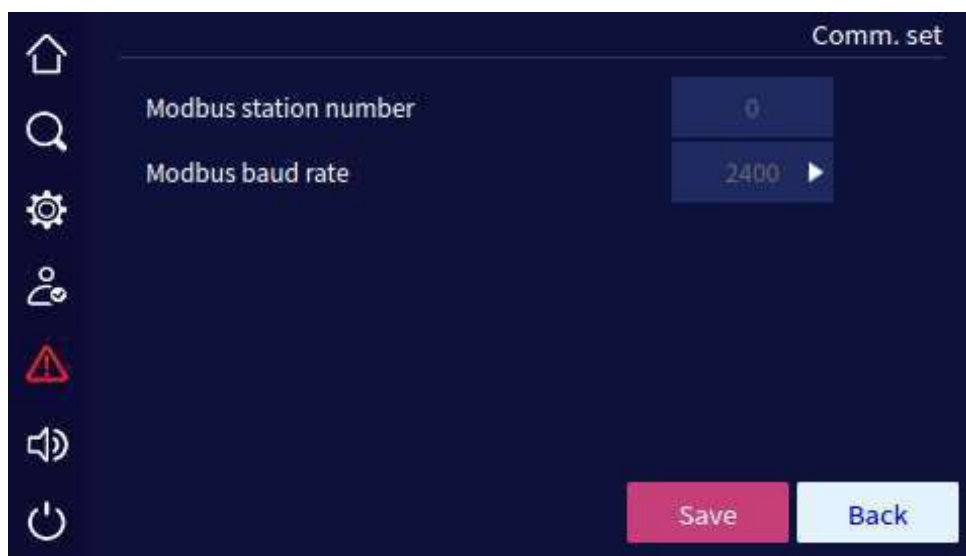 Comm. set
Modbus station number 0
Modbus baud rate 2400
Save Back